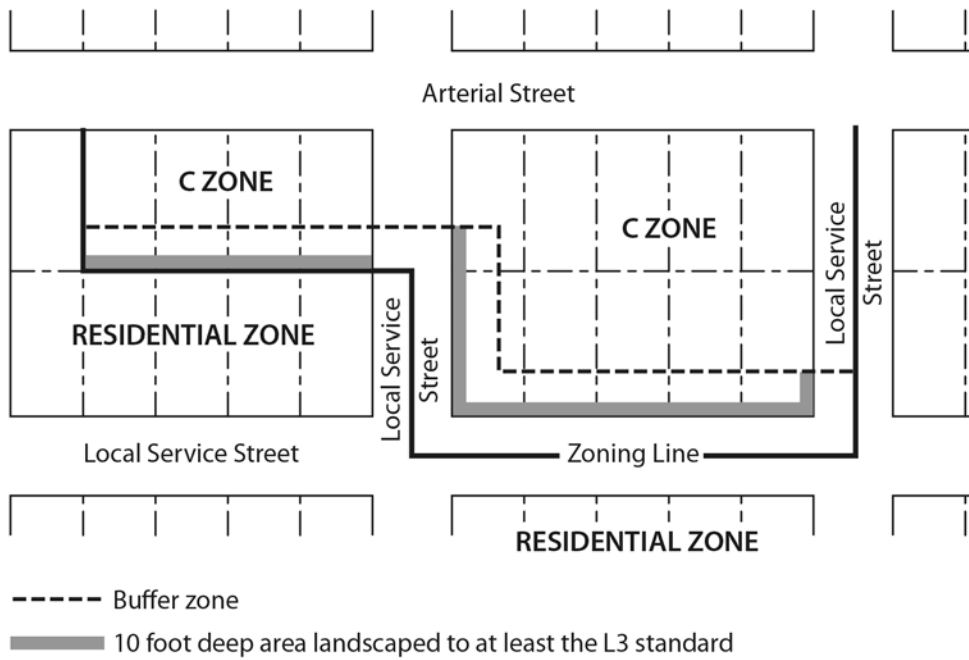 Arterial Street
C ZONE
C ZONE
Local Service
Street
RESIDENTIAL ZONE
Local Service
Street
Local Service Street
Zoning Line
RESIDENTIAL ZONE
Buffer zone
10 foot deep area landscaped to at least the L3 standard